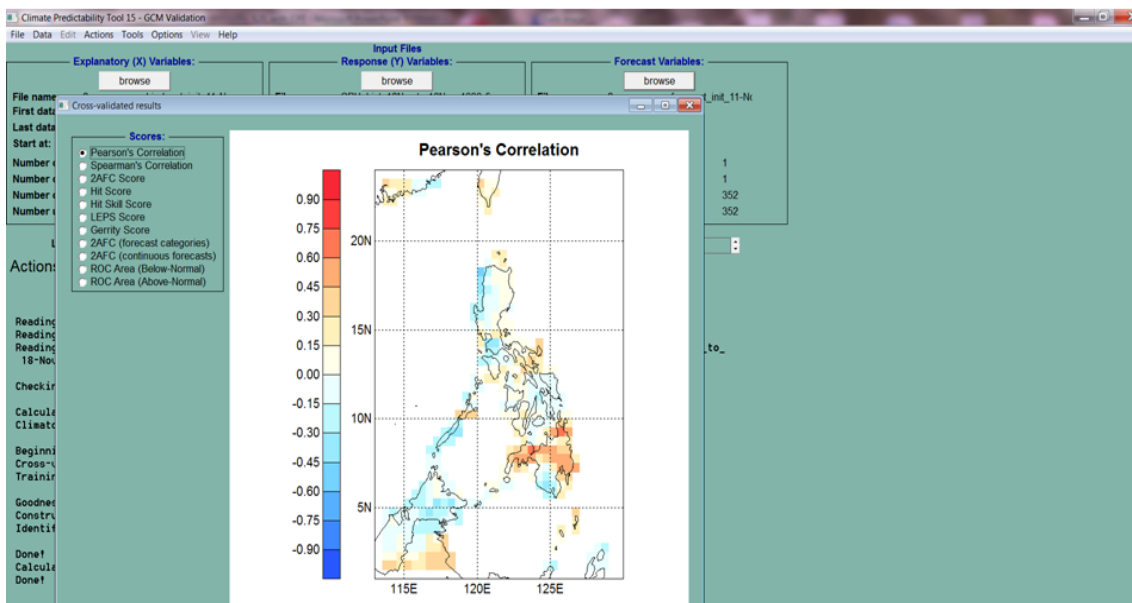 Climate Predictability Tool 15 - GCM Validation
File Data Edit Actions Tools Options View Help
Input Files
Explanatory (X) Variables: Response (Y) Variables: Forecast Variables:
browse browse browse
File name
First data
Last data
Start at:
Number
Number
Number
Number
1
1
352
352
Cross-validated results
Scores:
Pearson's Correlation
Spearman's Correlation
2AFC Score
Hit Score
Hit Skill Score
LEPS Score
Gerrity Score
2AFC (forecast categories)
2AFC (continuous forecasts)
ROC Area (Below-Normal)
ROC Area (Above-Normal)
Pearson's Correlation
0.90
0.75
0.60
0.45
0.30
0.15
0.00
-0.15
-0.30
-0.45
-0.60
-0.75
-0.90
20N
15N
10N
5N
115E 120E 125E
Actions
Reading
Reading
Reading
18-Nov
Checkin
Calcula
Climato
Beginni
Cross-v
Trainin
Goodnes
Constru
Identif
Done!
Calcula
Done!
_to_